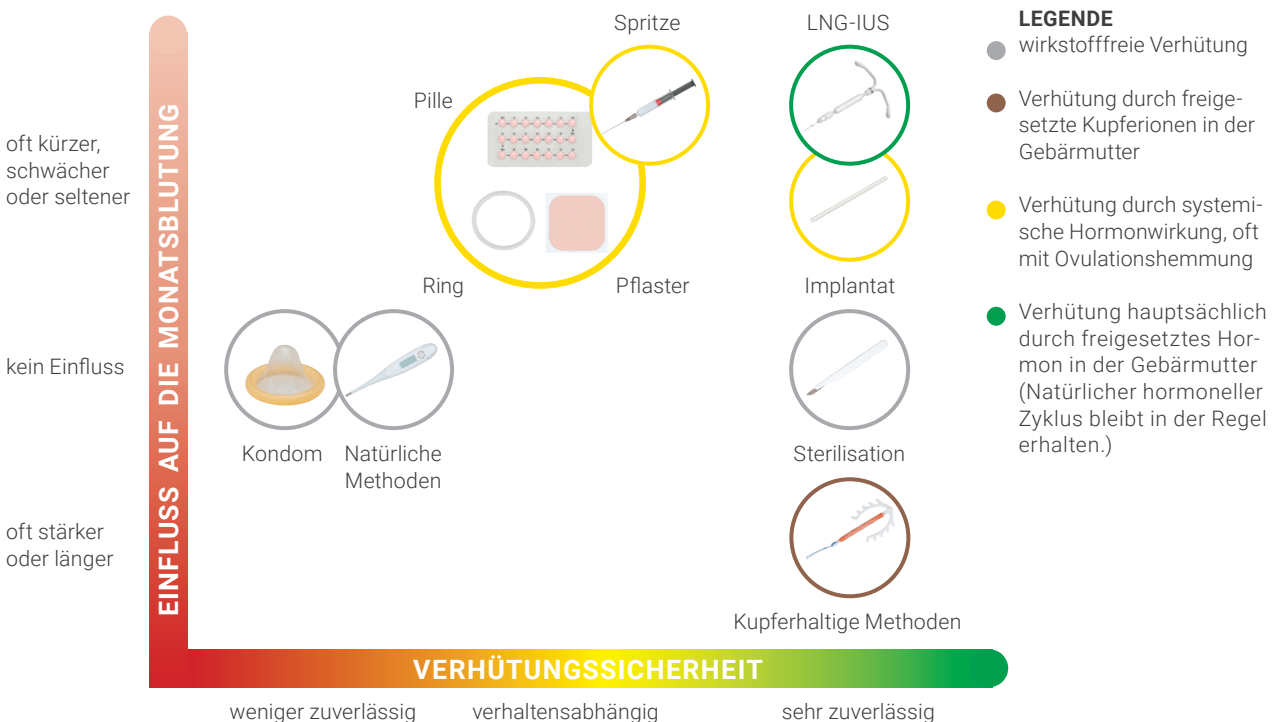 Spritze
LNG-IUS
LEGENDE
wirkstofffreie Verhütung
Verhütung durch freige-
setzte Kupferionen in der
Gebärmutter
Verhütung durch systemi-
sche Hormonwirkung, oft
mit Ovulationshemmung
Verhütung hauptsächlich
durch freigesetztes Hor-
mon in der Gebärmutter
(Natürlicher hormoneller
Zyklus bleibt in der Regel
erhalten.)
Pille
Ring
Pflaster
Implantat
oft kürzer,
schwächer
oder seltener
kein Einfluss
oft stärker
oder länger
EINFLUSS AUF DIE MONATSBLUTUNG
Kondom
Natürliche
Methoden
Sterilisation
Kupferhaltige Methoden
VERHÜTUNGSSICHERHEIT
weniger zuverlässig
verhaltensabhängig
sehr zuverlässig